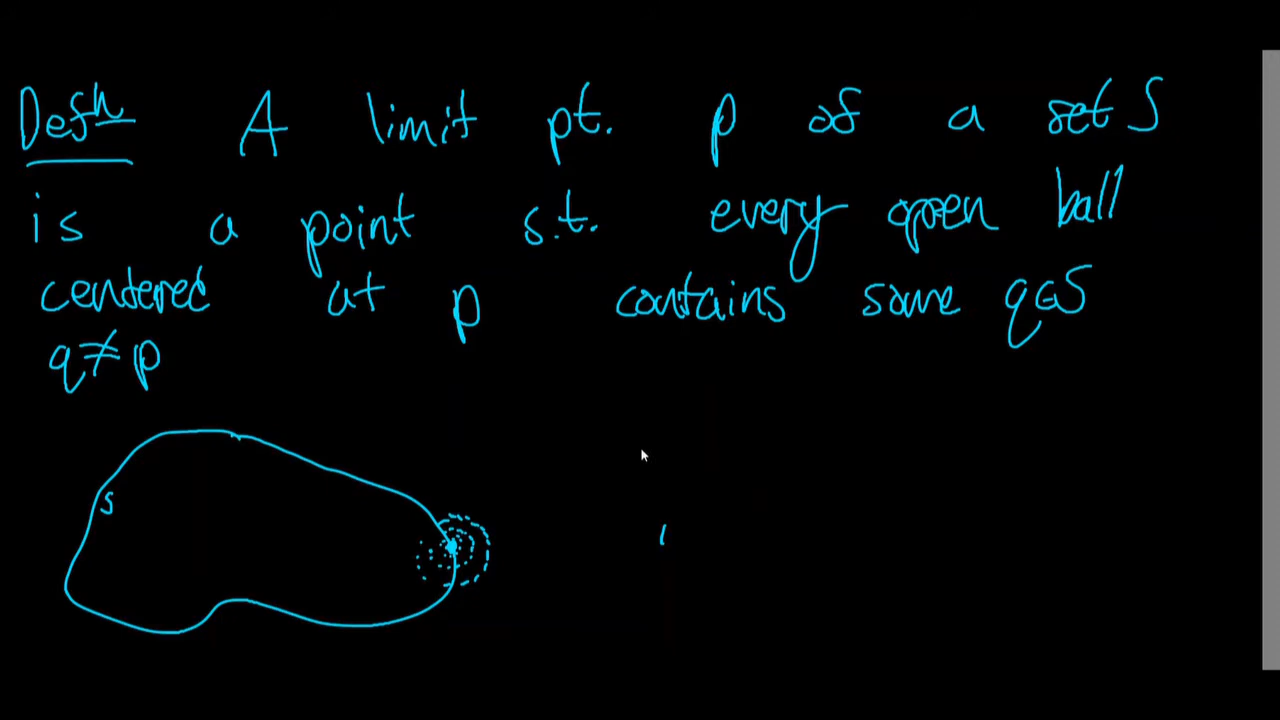 Defn A limit pt. p of a set S
is a point s.t. every open ball
centered at p contains some q∈S
q≠p
S